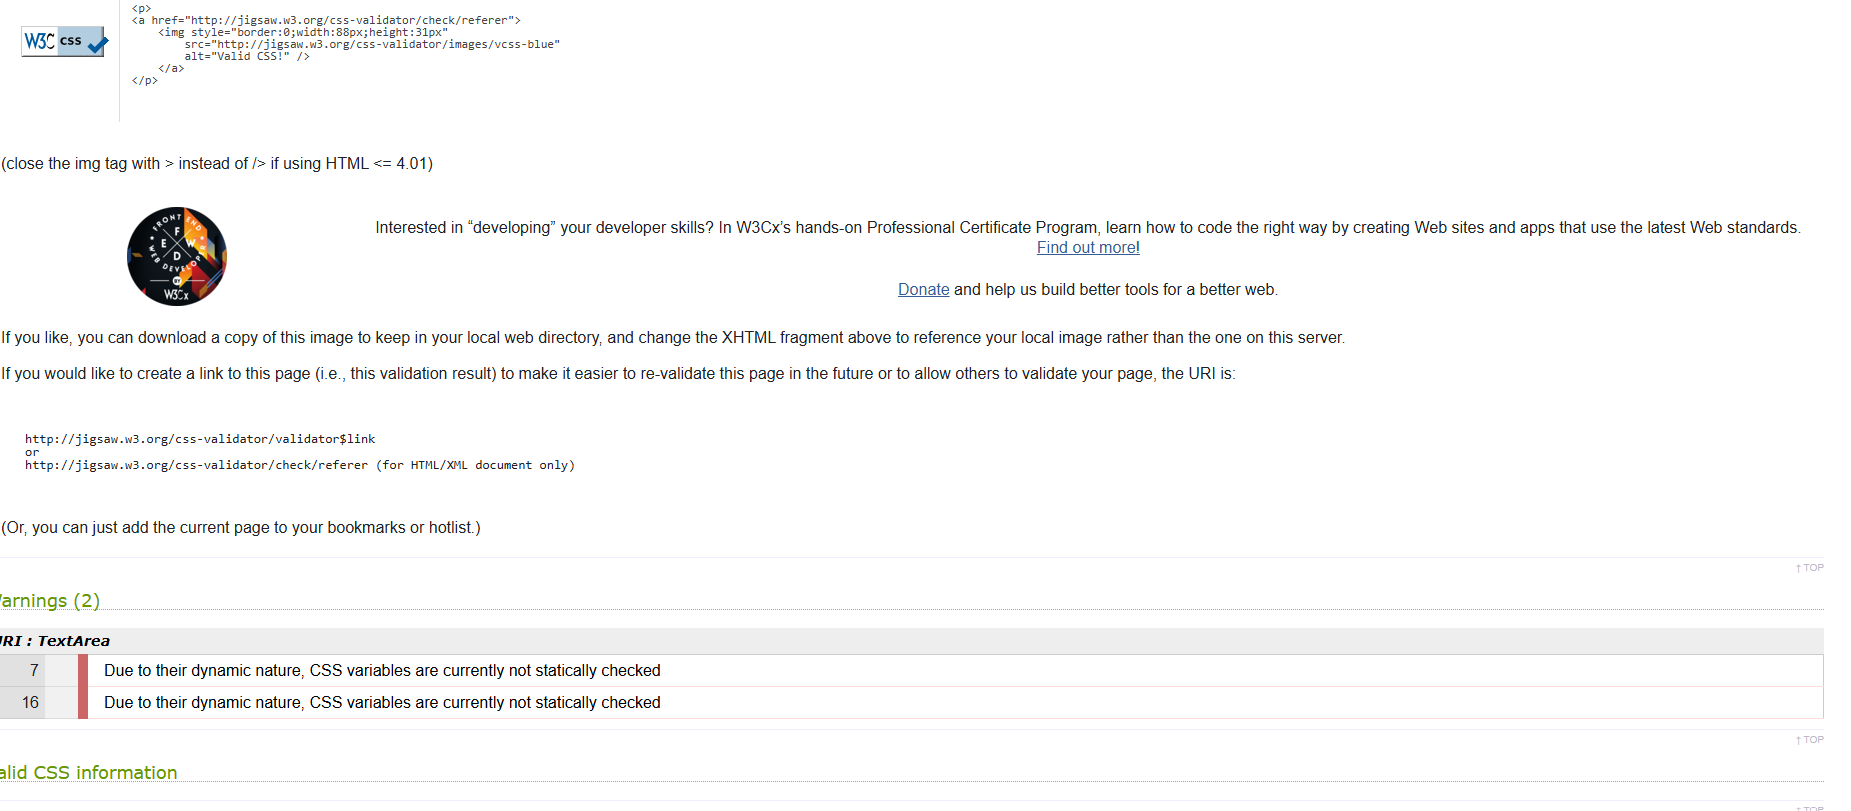 <p>
<a href="http://jigsaw.w3.org/css-validator/check/referer">
<img style="border:0;width:88px;height:31px"
src="http://jigsaw.w3.org/css-validator/images/vcss-blue"
alt="Valid CSS!" />
</a>
</p>
W3C css
(close the img tag with > instead of /> if using HTML <= 4.01)
FRONT END WEB DEVELOPER
F E W D
BY
W3Cx
Interested in “developing” your developer skills? In W3Cx’s hands-on Professional Certificate Program, learn how to code the right way by creating Web sites and apps that use the latest Web standards.
Find out more!
Donate and help us build better tools for a better web.
If you like, you can download a copy of this image to keep in your local web directory, and change the XHTML fragment above to reference your local image rather than the one on this server.
If you would like to create a link to this page (i.e., this validation result) to make it easier to re-validate this page in the future or to allow others to validate your page, the URI is:
http://jigsaw.w3.org/css-validator/validator$link
or
http://jigsaw.w3.org/css-validator/check/referer (for HTML/XML document only)
(Or, you can just add the current page to your bookmarks or hotlist.)
↑ TOP
arnings (2)
RI : TextArea
7 Due to their dynamic nature, CSS variables are currently not statically checked
16 Due to their dynamic nature, CSS variables are currently not statically checked
↑ TOP
alid CSS information
↑ TOP